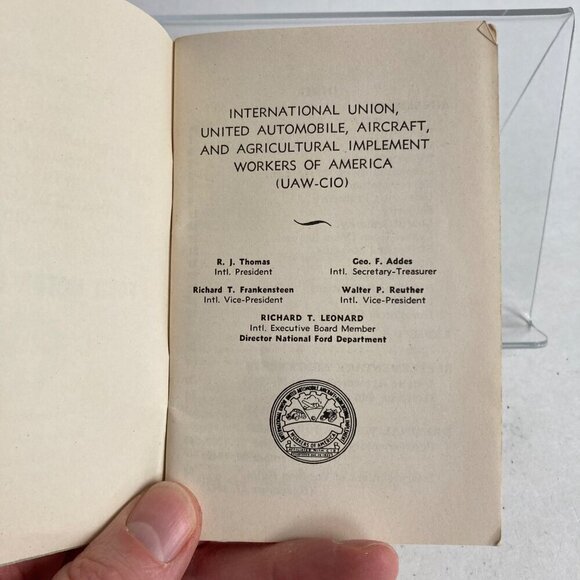 INTERNATIONAL UNION,
UNITED AUTOMOBILE, AIRCRAFT,
AND AGRICULTURAL IMPLEMENT
WORKERS OF AMERICA
(UAW-CIO)
R. J. Thomas
Intl. President
Geo. F. Addes
Intl. Secretary-Treasurer
Richard T. Frankensteen
Intl. Vice-President
Walter P. Reuther
Intl. Vice-President
RICHARD T. LEONARD
Intl. Executive Board Member
Director National Ford Department
WORKERS OF AMERICA